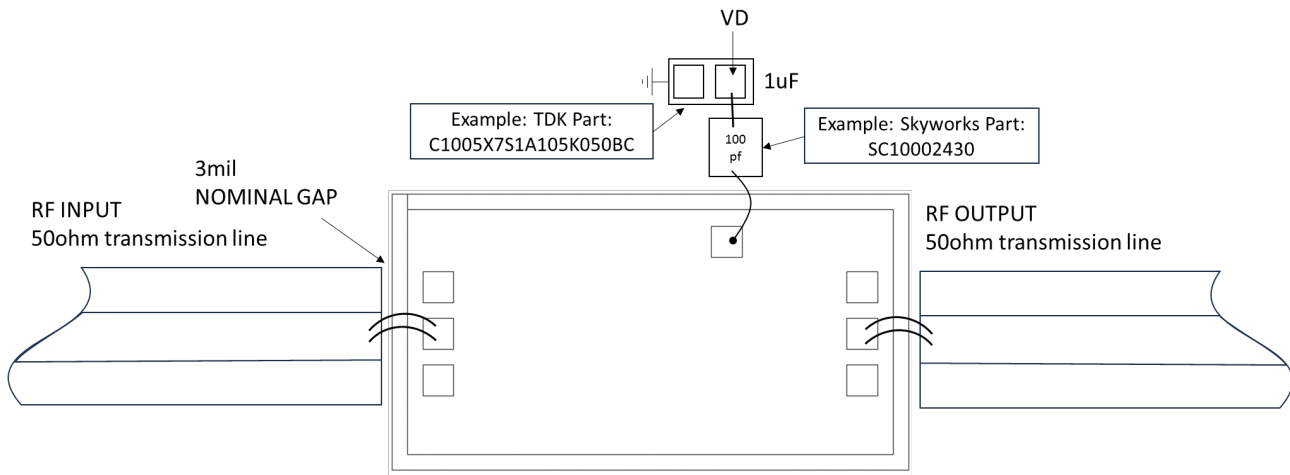 VD
1uF
Example: TDK Part:
C1005X7S1A105K050BC
100
pf
Example: Skyworks Part:
SC10002430
3mil
NOMINAL GAP
RF INPUT
50ohm transmission line
RF OUTPUT
50ohm transmission line